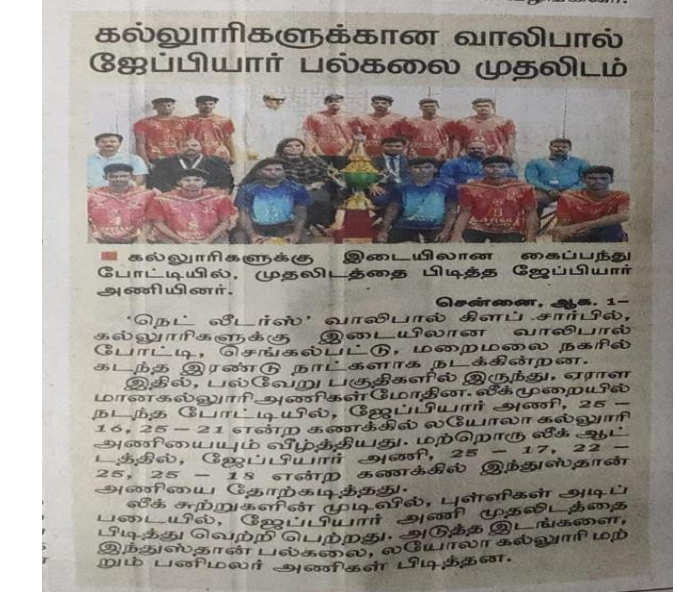 கல்லூரிகளுக்கான வாலிபால்
ஜேப்பியார் பல்கலை முதலிடம்
கல்லூரிகளுக்கு இடையிலான கைப்பந்து
போட்டியில், முதலிடத்தை பிடித்த ஜேப்பியார்
அணியினர்.
சென்னை, ஆக. 1–
'நெட் லீடர்ஸ்' வாலிபால் கிளப் சார்பில்,
கல்லூரிகளுக்கு இடையிலான வாலிபால்
போட்டி, செங்கல்பட்டு, மறைமலை நகரில்
கடந்த இரண்டு நாட்களாக நடக்கின்றன.
இதில், பல்வேறு பகுதிகளில் இருந்து, ஏராள
மானகல்லூரிஅணிகள்மோதின. லீக்முறையில்
நடந்த போட்டியில், ஜேப்பியார் அணி, 25 –
16, 25 – 21 என்ற கணக்கில் லயோலா கல்லூரி
அணியையும் வீழ்த்தியது. மற்றொரு லீக் ஆட்
டத்தில், ஜேப்பியார் அணி, 25 – 17, 22 –
25, 25 – 18 என்ற கணக்கில் இந்துஸ்தான்
அணியை தோற்கடித்தது.
லீக் சுற்றுகளின் முடிவில், புள்ளிகள் அடிப்
படையில், ஜேப்பியார் அணி முதலிடத்தை
பிடித்து வெற்றி பெற்றது. அடுத்த இடங்களை,
இந்துஸ்தான் பல்கலை, லயோலா கல்லூரி மற்
றும் பனிமலர் அணிகள் பிடித்தன.